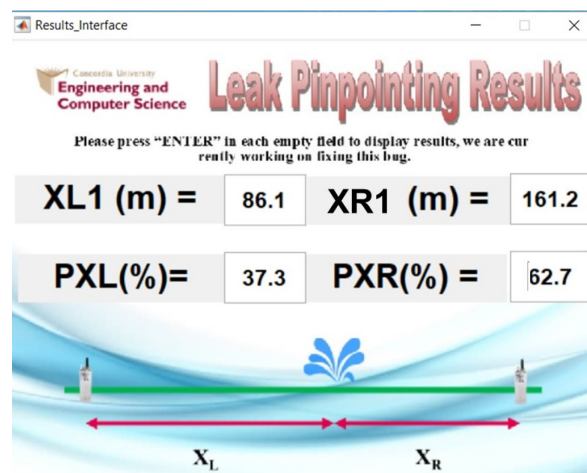 Results_Interface
Concordia University
Engineering and
Computer Science
Leak Pinpointing Results
Please press “ENTER” in each empty field to display results, we are cur
rently working on fixing this bug.
XL1 (m) = 86.1 XR1 (m) = 161.2
PXL(%)= 37.3 PXR(%) = 62.7
XL XR